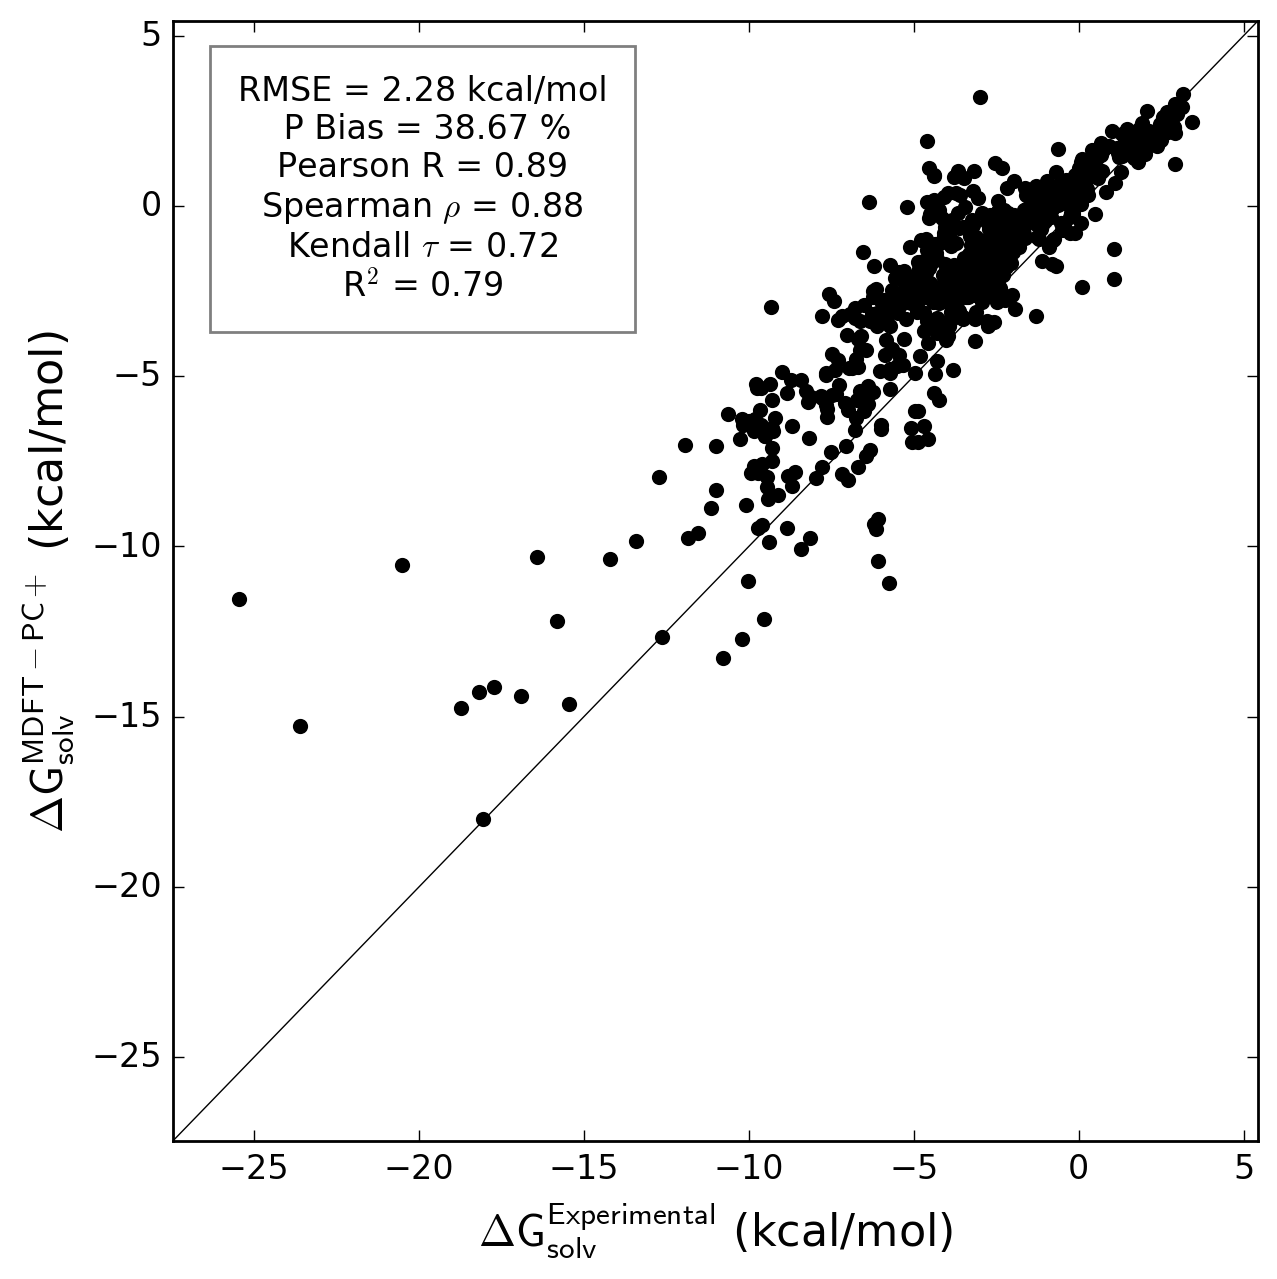 RMSE = 2.28 kcal/mol
P Bias = 38.67 %
Pearson R = 0.89
Spearman ρ = 0.88
Kendall τ = 0.72
R² = 0.79
5
0
−5
−10
−15
−20
−25
ΔG_solv^MDFT−PC+ (kcal/mol)
−25 −20 −15 −10 −5 0 5
ΔG_solv^Experimental (kcal/mol)